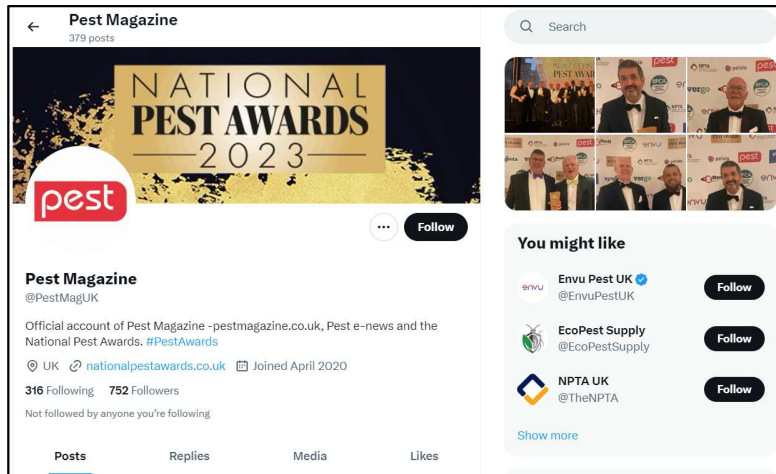 Pest Magazine
379 posts
NATIONAL
PEST AWARDS
2023
pest
Follow
Pest Magazine
@PestMagUK
Official account of Pest Magazine -pestmagazine.co.uk, Pest e-news and the
National Pest Awards. #PestAwards
UK nationalpestawards.co.uk Joined April 2020
316 Following 752 Followers
Not followed by anyone you're following
Posts Replies Media Likes
Search
You might like
envu
Envu Pest UK
@EnvuPestUK
Follow
EcoPest Supply
@EcoPestSupply
Follow
NPTA UK
@TheNPTA
Follow
Show more